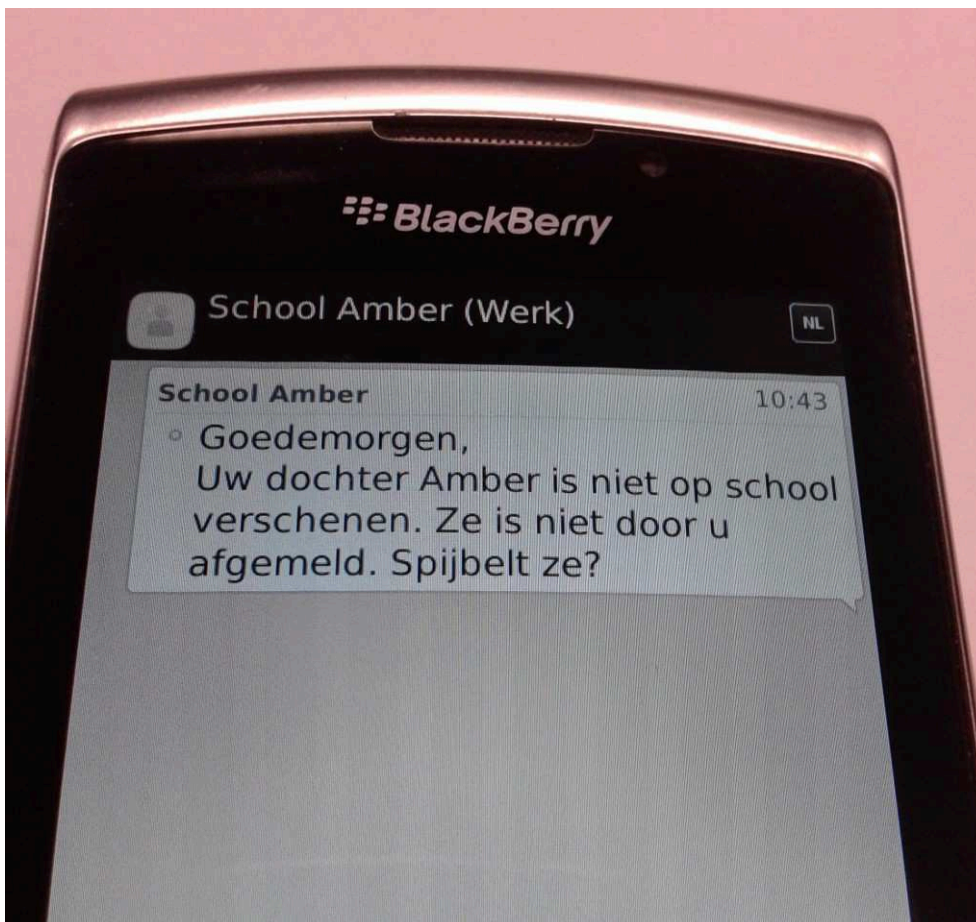 BlackBerry
School Amber (Werk)
NL
School Amber 10:43
Goedemorgen,
Uw dochter Amber is niet op school
verschenen. Ze is niet door u
afgemeld. Spijbelt ze?